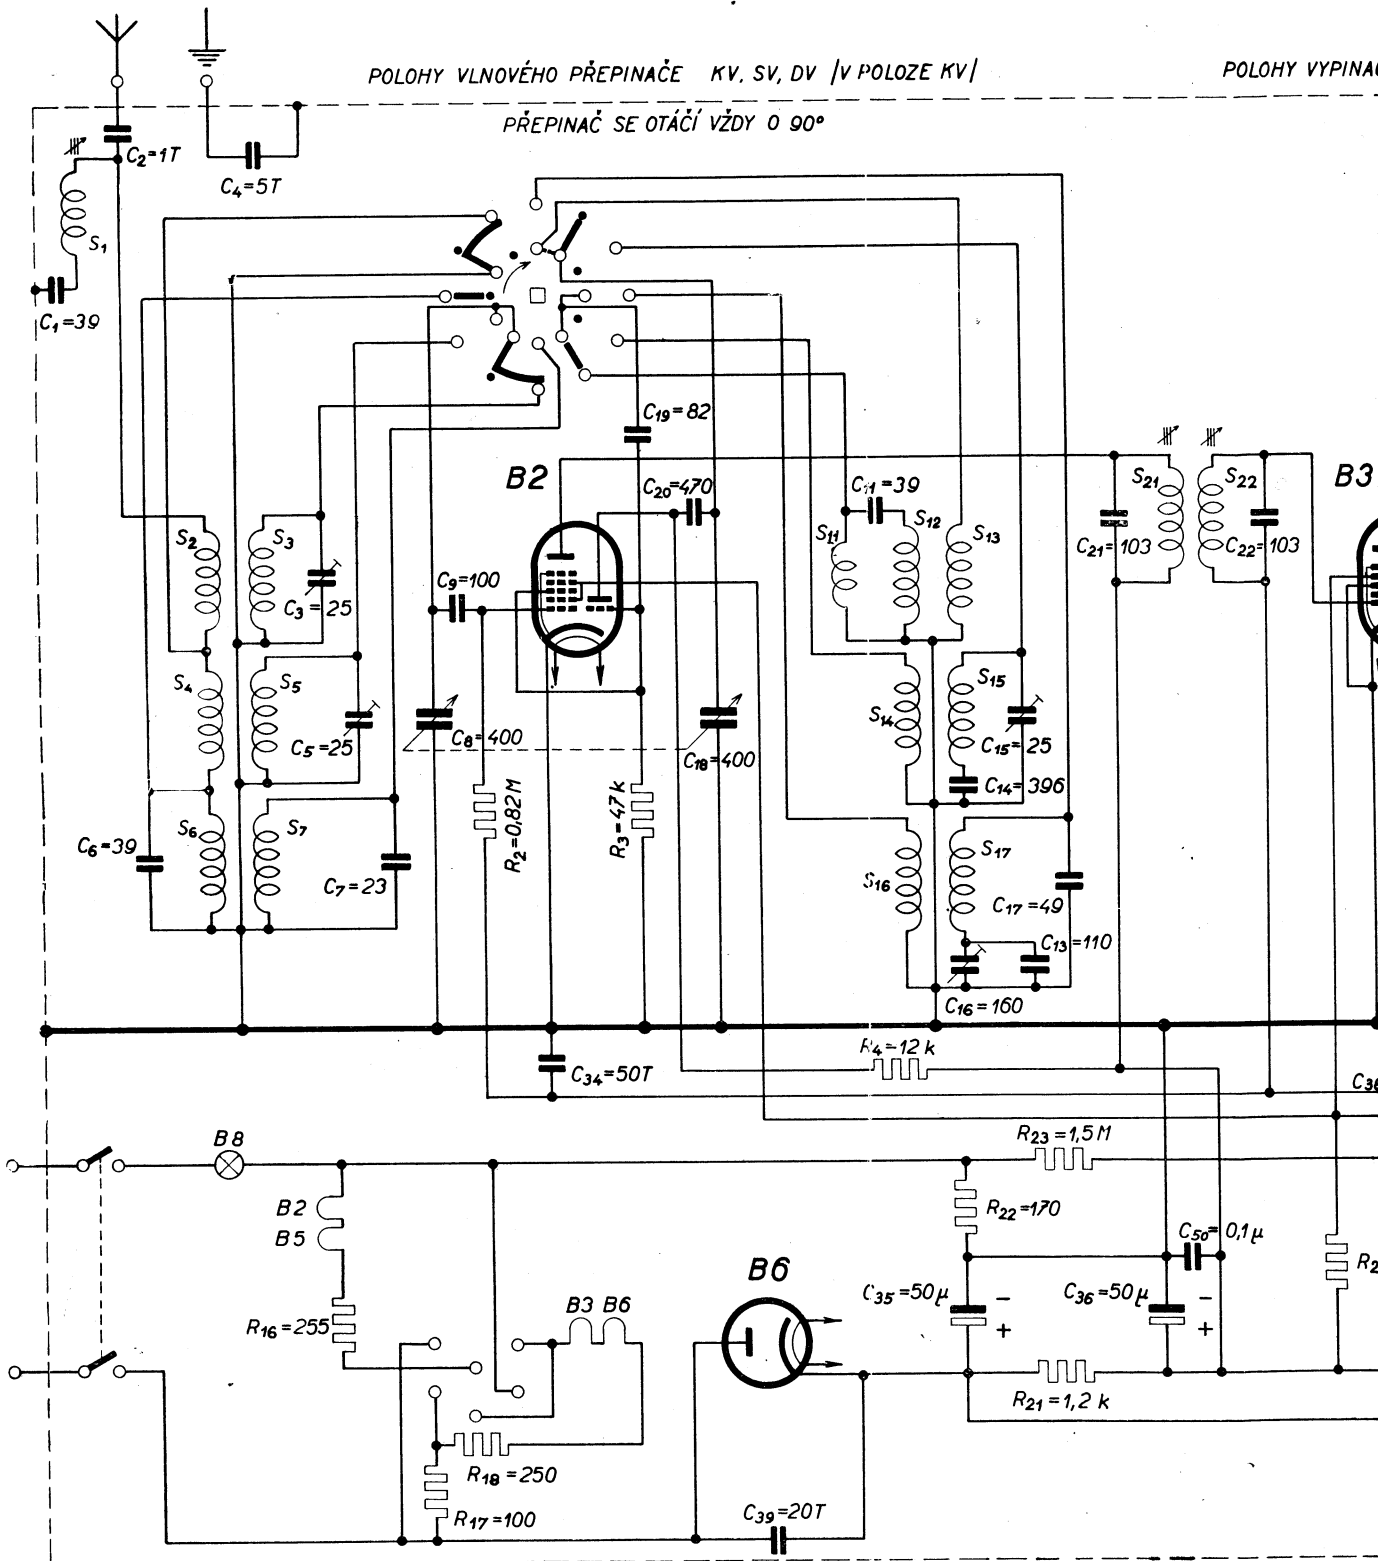 POLOHY VLNOVÉHO PŘEPINAČE KV, SV, DV /V POLOZE KV/
POLOHY VYPINAČ
PŘEPINAČ SE OTÁČÍ VŽDY O 90°
C2=1T
C4=5T
S1
C1=39
C19=82
B2
C20=470
C11=39
S21
S22
B3
S2
S3
S11
S12
S13
C21=103
C22=103
C9=100
C3=25
S4
S5
S14
S15
C5=25
C8=400
C18=400
C15=25
C14=396
R2=0,82M
R3=47k
S6
S7
C6=39
C7=23
S16
S17
C17=49
C13=110
C16=160
R4=12k
C34=50T
C36
B8
R23=1,5M
B2
B5
R22=170
C50=0,1µ
B6
R2
C35=50µ
–
+
C36=50µ
–
+
B3 B6
R16=255
R21=1,2k
R18=250
R17=100
C39=20T